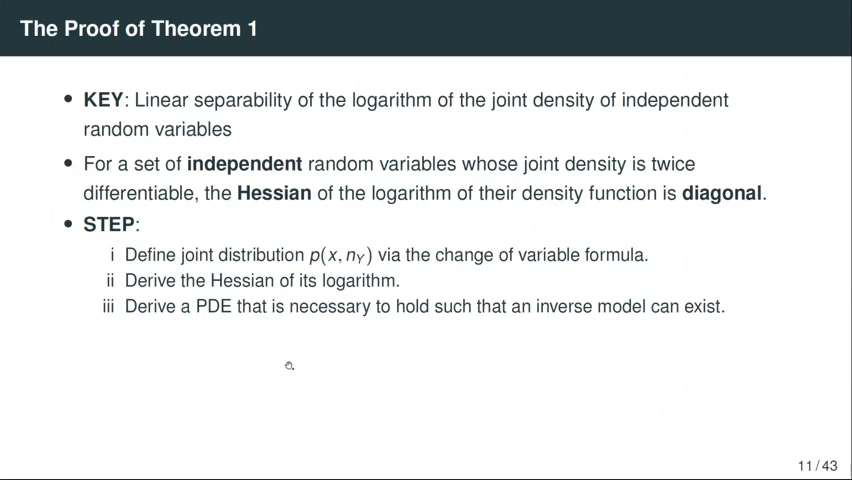 The Proof of Theorem 1
• KEY: Linear separability of the logarithm of the joint density of independent
random variables
• For a set of independent random variables whose joint density is twice
differentiable, the Hessian of the logarithm of their density function is diagonal.
• STEP:
i Define joint distribution p(x, n_Y) via the change of variable formula.
ii Derive the Hessian of its logarithm.
iii Derive a PDE that is necessary to hold such that an inverse model can exist.
11 / 43